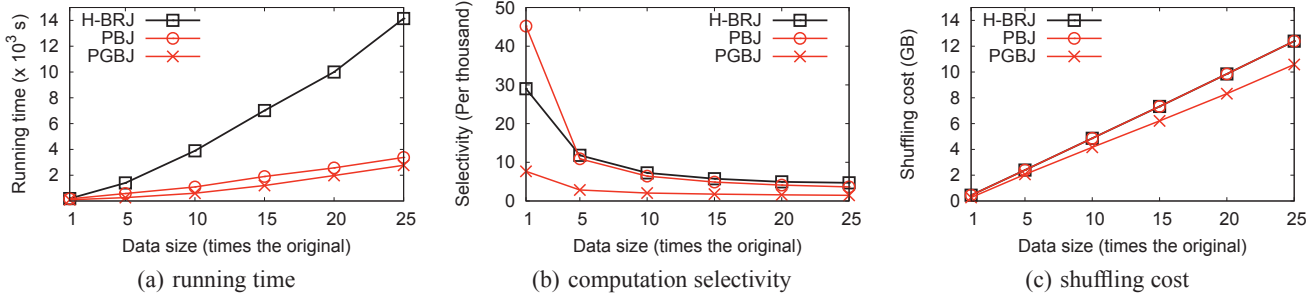 Running time (x 10³ s)
14
12
10
8
6
4
2
1 5 10 15 20 25
Data size (times the original)
H-BRJ
PBJ
PGBJ
(a) running time
Selectivity (Per thousand)
50
40
30
20
10
0
1 5 10 15 20 25
Data size (times the original)
H-BRJ
PBJ
PGBJ
(b) computation selectivity
Shuffling cost (GB)
14
12
10
8
6
4
2
0
1 5 10 15 20 25
Data size (times the original)
H-BRJ
PBJ
PGBJ
(c) shuffling cost